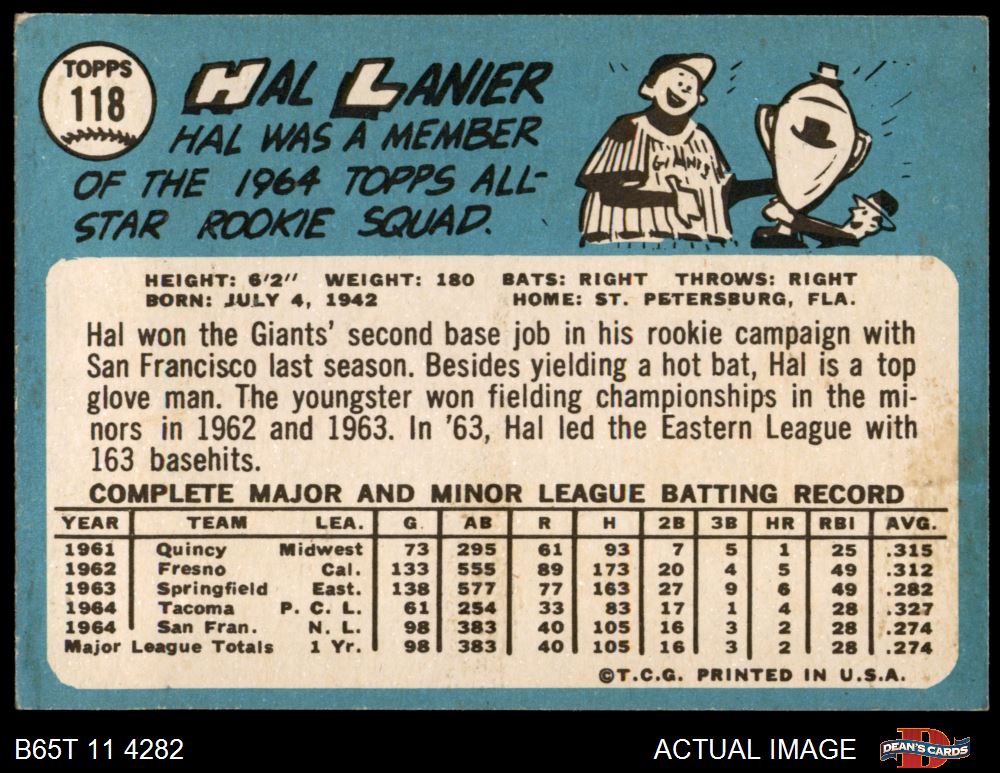 TOPPS
118
HAL LANIER
HAL WAS A MEMBER
OF THE 1964 TOPPS ALL-
STAR ROOKIE SQUAD.
GIANTS
HEIGHT: 6'2" WEIGHT: 180 BATS: RIGHT THROWS: RIGHT
BORN: JULY 4, 1942 HOME: ST. PETERSBURG, FLA.
Hal won the Giants' second base job in his rookie campaign with
San Francisco last season. Besides yielding a hot bat, Hal is a top
glove man. The youngster won fielding championships in the mi-
nors in 1962 and 1963. In '63, Hal led the Eastern League with
163 basehits.
COMPLETE MAJOR AND MINOR LEAGUE BATTING RECORD
YEAR TEAM LEA. G. AB R H 2B 3B HR RBI AVG.
1961 Quincy Midwest 73 295 61 93 7 5 1 25 .315
1962 Fresno Cal. 133 555 89 173 20 4 5 49 .312
1963 Springfield East. 138 577 77 163 27 9 6 49 .282
1964 Tacoma P. C. L. 61 254 33 83 17 1 4 28 .327
1964 San Fran. N. L. 98 383 40 105 16 3 2 28 .274
Major League Totals 1 Yr. 98 383 40 105 16 3 2 28 .274
©T.C.G. PRINTED IN U.S.A.
B65T 11 4282 ACTUAL IMAGE DEAN'S CARDS